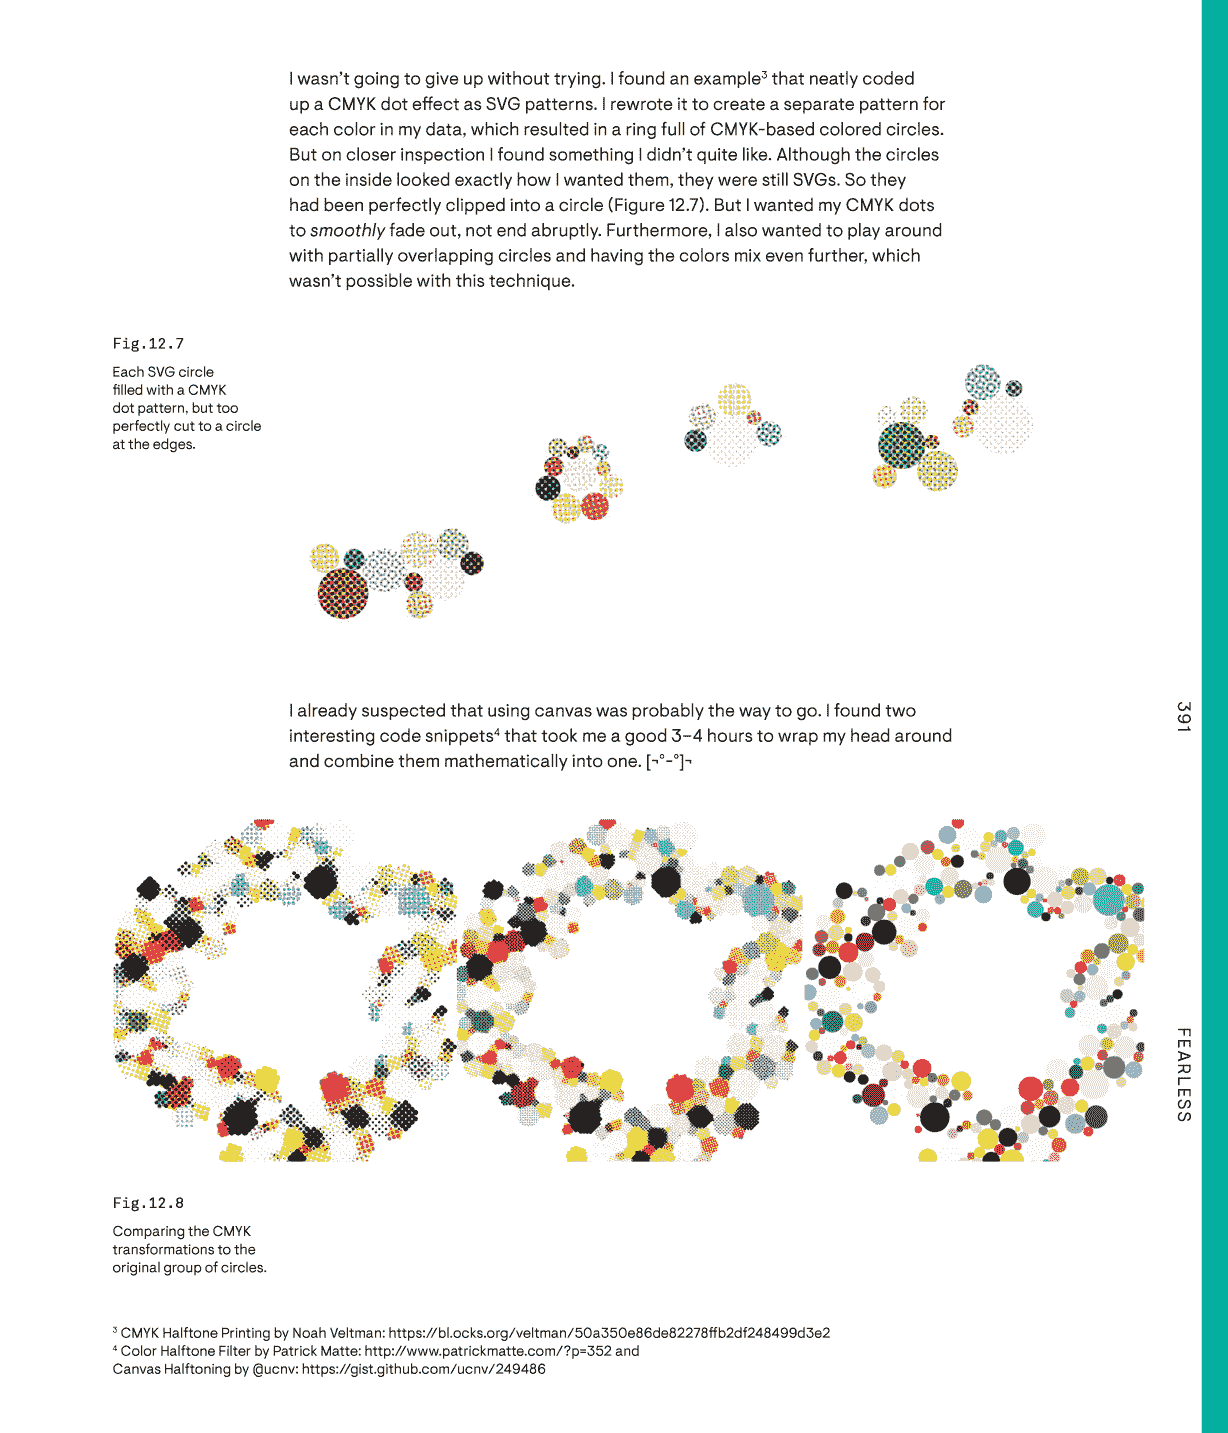 I wasn’t going to give up without trying. I found an example³ that neatly coded
up a CMYK dot effect as SVG patterns. I rewrote it to create a separate pattern for
each color in my data, which resulted in a ring full of CMYK-based colored circles.
But on closer inspection I found something I didn’t quite like. Although the circles
on the inside looked exactly how I wanted them, they were still SVGs. So they
had been perfectly clipped into a circle (Figure 12.7). But I wanted my CMYK dots
to smoothly fade out, not end abruptly. Furthermore, I also wanted to play around
with partially overlapping circles and having the colors mix even further, which
wasn’t possible with this technique.
Fig.12.7
Each SVG circle
filled with a CMYK
dot pattern, but too
perfectly cut to a circle
at the edges.
I already suspected that using canvas was probably the way to go. I found two
interesting code snippets⁴ that took me a good 3–4 hours to wrap my head around
and combine them mathematically into one. [¬°-°]¬
391
FEARLESS
Fig.12.8
Comparing the CMYK
transformations to the
original group of circles.
³ CMYK Halftone Printing by Noah Veltman: https://bl.ocks.org/veltman/50a350e86de82278ffb2df248499d3e2
⁴ Color Halftone Filter by Patrick Matte: http://www.patrickmatte.com/?p=352 and
Canvas Halftoning by @ucnv: https://gist.github.com/ucnv/249486